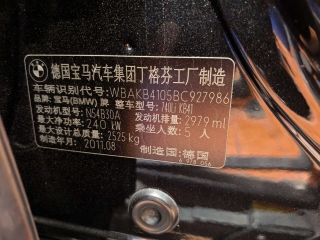 德国宝马汽车集团丁格芬工厂制造
车辆识别代号: WBAKB4105BC927986
品牌: 宝马(BMW) 牌 整车型号: 740Li KB41
发动机型号: N54B30A 发动机排量: 2979 ml
最大净功率: 240 kW 乘坐人数: 5 人
最大设计总质量: 2525 kg
制造年月: 2011.08 制造国: 德国